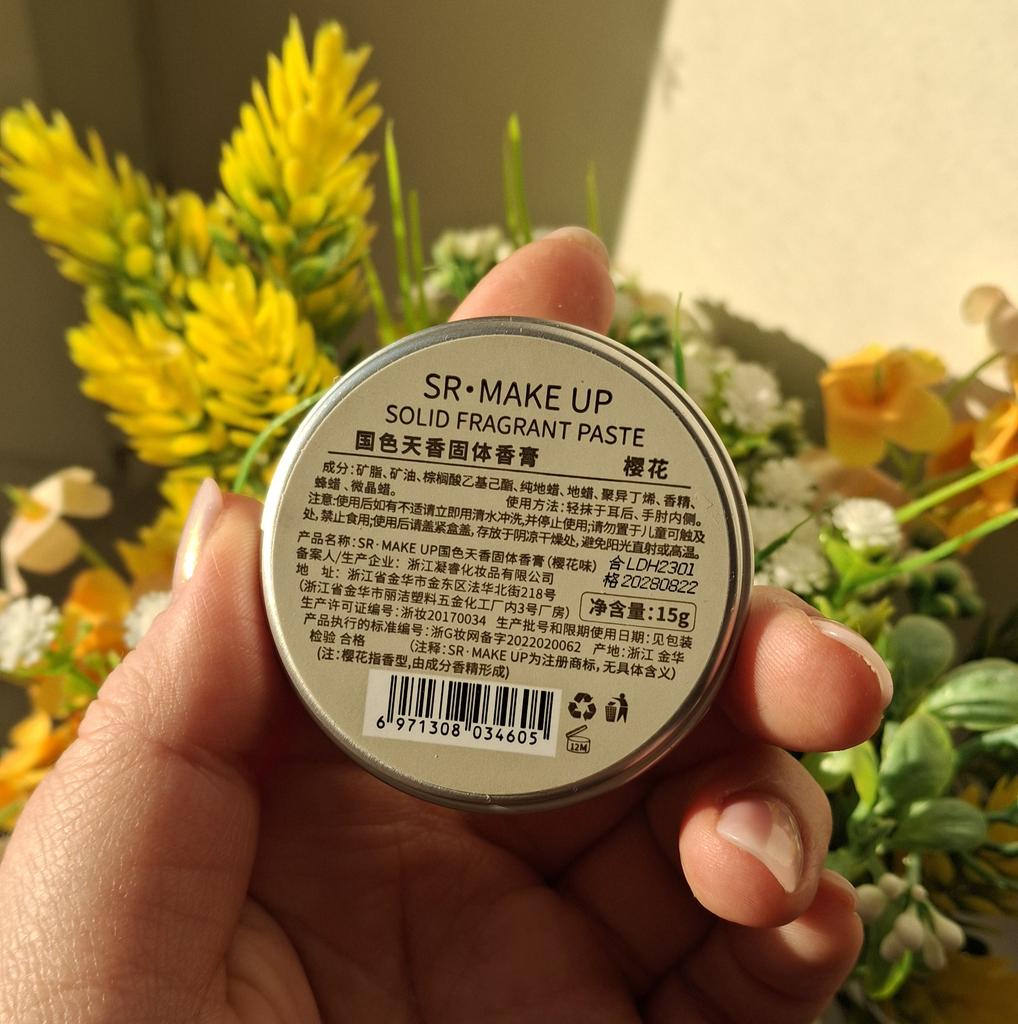 SR·MAKE UP
SOLID FRAGRANT PASTE
国色天香固体香膏 樱花
成分:矿脂、矿油、棕榈酸乙基己酯、纯地蜡、地蜡、聚异丁烯、香精、
蜂蜡、微晶蜡。 使用方法:轻抹于耳后、手肘内侧。
注意:使用后如有不适请立即用清水冲洗,并停止使用;请勿置于儿童可触及
处,禁止食用;使用后请盖紧盒盖,存放于阴凉干燥处,避免阳光直射或高温。
产品名称:SR·MAKE UP国色天香固体香膏(樱花味)
备案人/生产企业:浙江凝睿化妆品有限公司
地 址:浙江省金华市金东区法华北街218号
(浙江省金华市丽洁塑料五金化工厂内3号厂房)
合 LDH2301
格 20280822
净含量:15g
生产许可证编号:浙妆20170034 生产批号和限期使用日期:见包装
产品执行的标准编号:浙G妆网备字2022020062 产地:浙江 金华
检验 合格 (注释:SR·MAKE UP为注册商标,无具体含义)
(注:樱花指香型,由成分香精形成)
6 971308 034605
12M